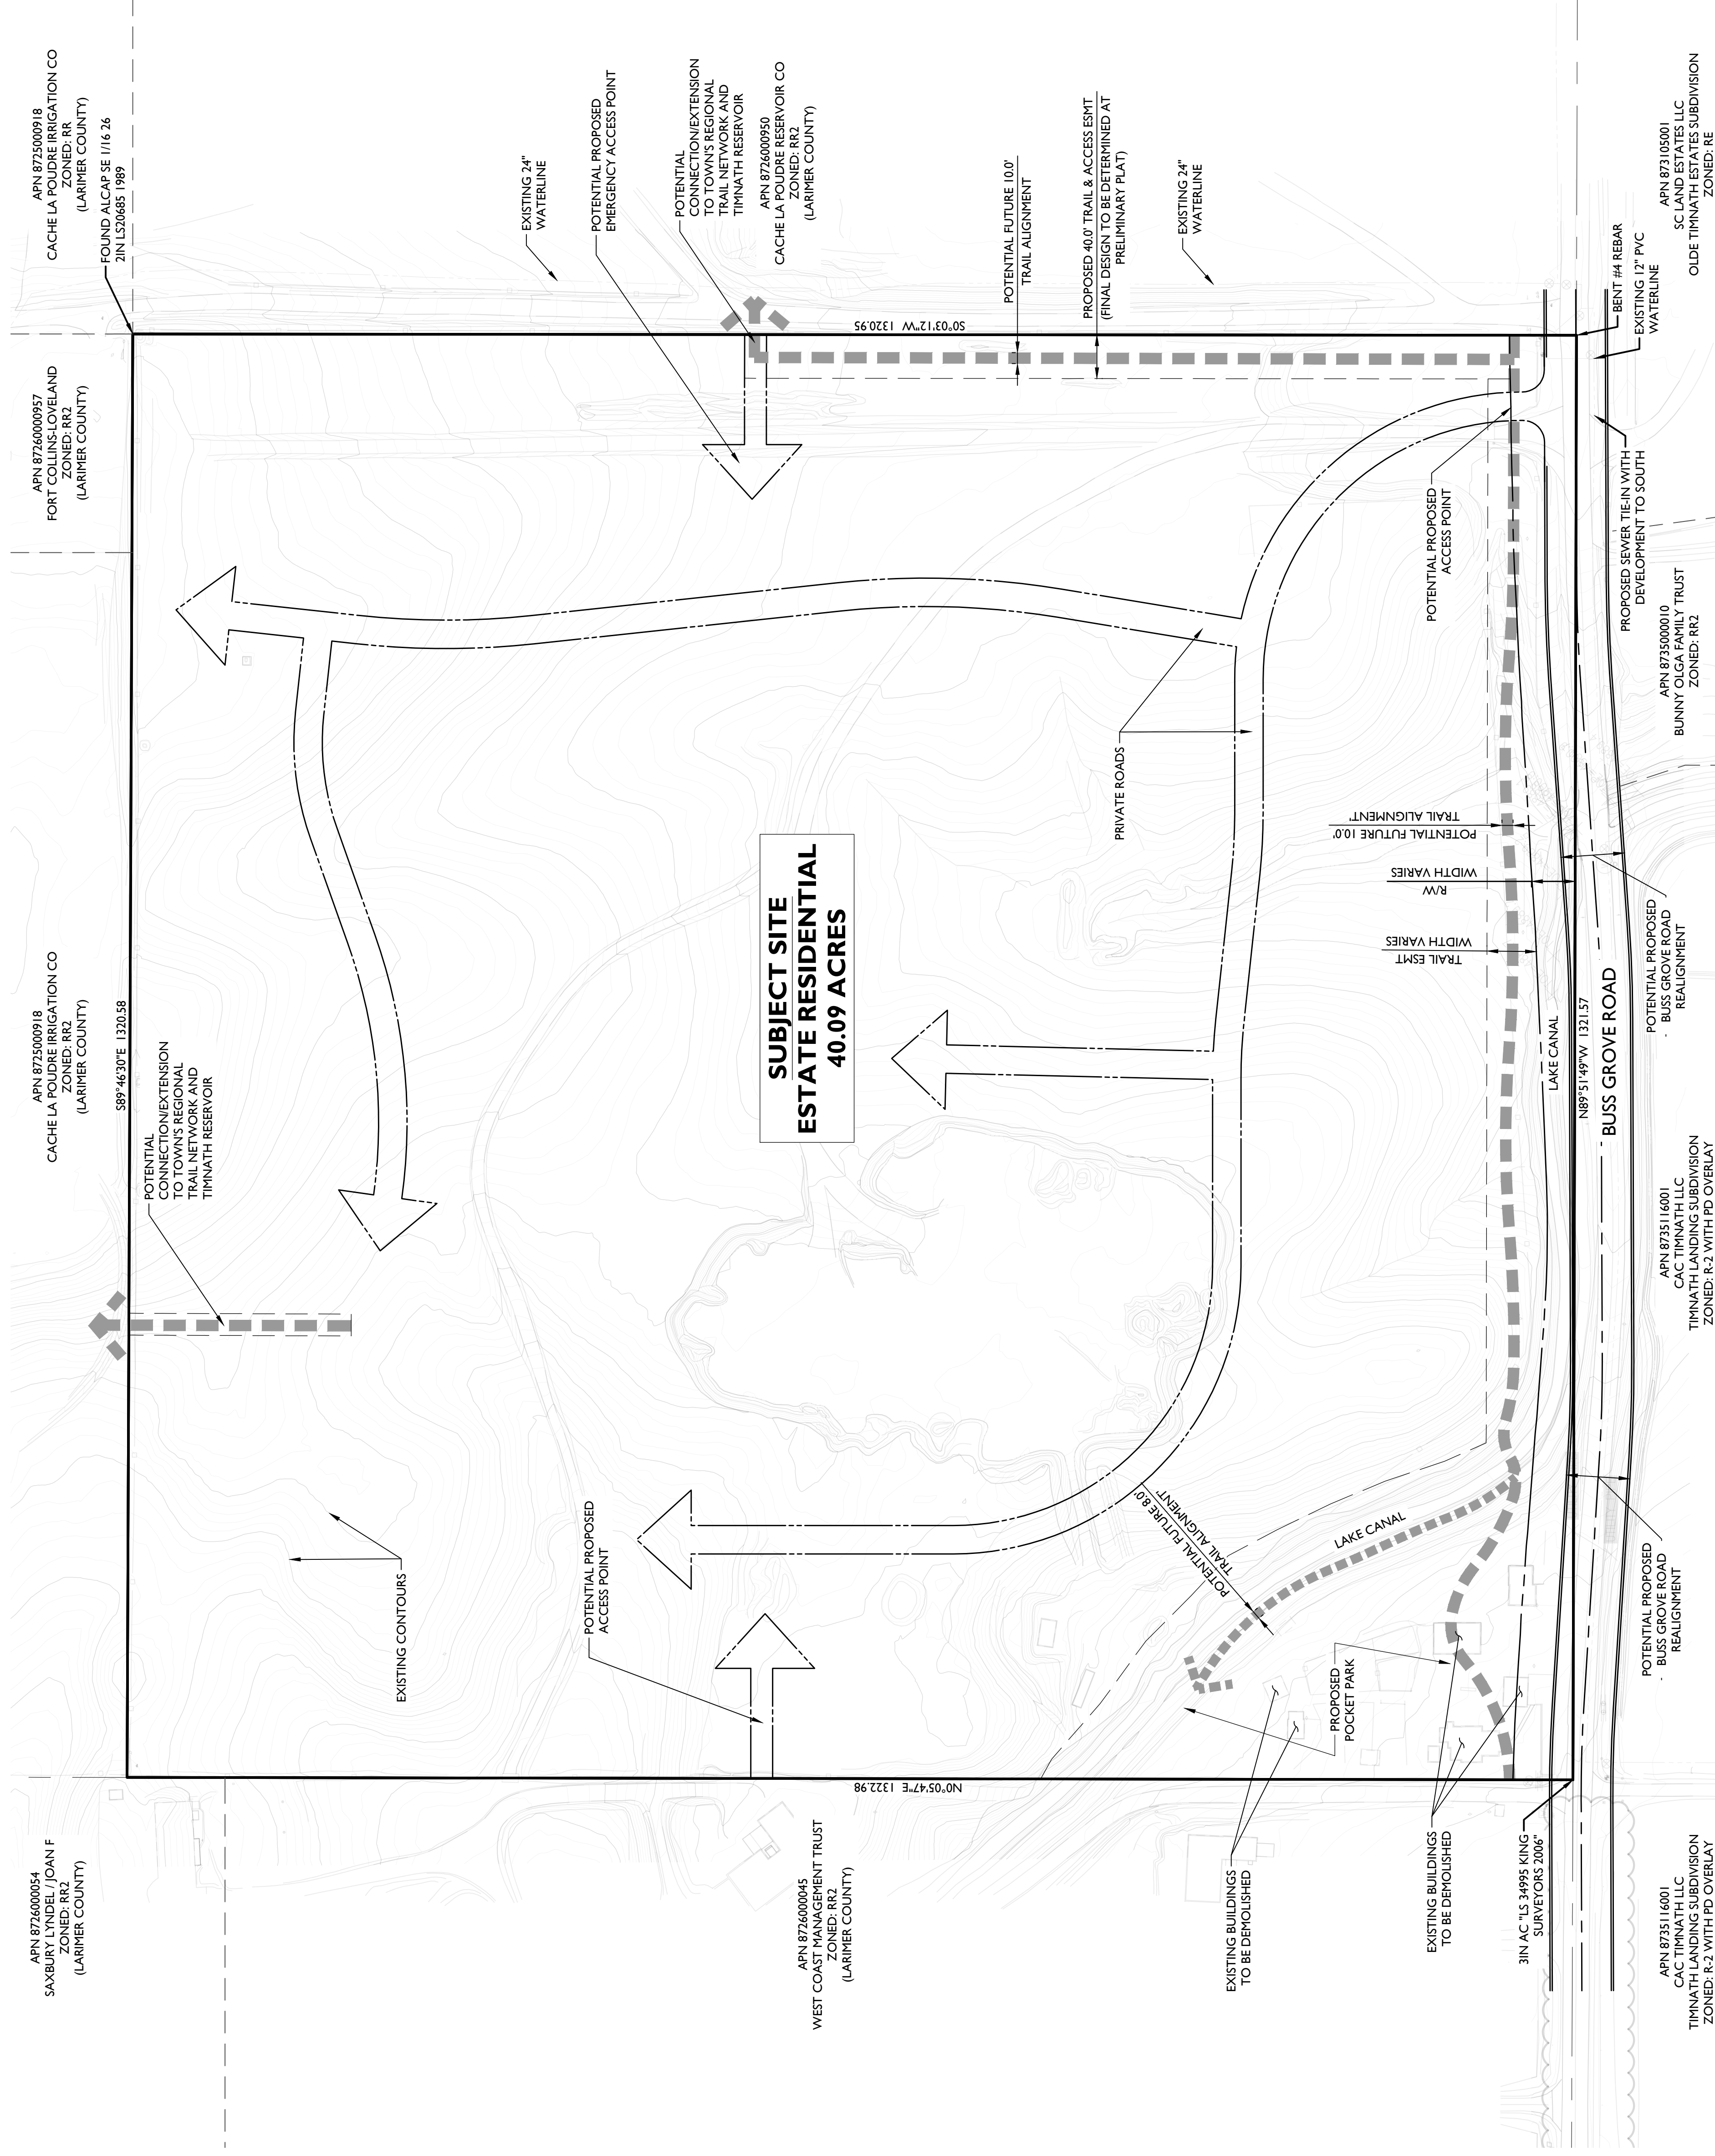 APN 8725000918
CACHE LA POUDRE IRRIGATION CO
ZONED: RR
(LARIMER COUNTY)
FOUND ALCAP SE 1/16 26
2IN LS20685 1989
APN 8726000957
FORT COLLINS-LOVELAND
ZONED: RR2
(LARIMER COUNTY)
APN 8725000918
CACHE LA POUDRE IRRIGATION CO
ZONED: RR2
(LARIMER COUNTY)
S89°46'30"E 1320.58
POTENTIAL
CONNECTION/EXTENSION
TO TOWN'S REGIONAL
TRAIL NETWORK AND
TIMNATH RESERVOIR
APN 8726000054
SAXBURY LYNDEL / JOAN F
ZONED: RR2
(LARIMER COUNTY)
EXISTING 24"
WATERLINE
POTENTIAL PROPOSED
EMERGENCY ACCESS POINT
POTENTIAL
CONNECTION/EXTENSION
TO TOWN'S REGIONAL
TRAIL NETWORK AND
TIMNATH RESERVOIR
APN 8726000950
CACHE LA POUDRE RESERVOIR CO
ZONED: RR2
(LARIMER COUNTY)
S0°03'12"W 1320.95
POTENTIAL FUTURE 10.0'
TRAIL ALIGNMENT
PROPOSED 40.0' TRAIL & ACCESS ESMT
(FINAL DESIGN TO BE DETERMINED AT
PRELIMINARY PLAT)
EXISTING 24"
WATERLINE
SUBJECT SITE
ESTATE RESIDENTIAL
40.09 ACRES
PRIVATE ROADS
EXISTING CONTOURS
POTENTIAL PROPOSED
ACCESS POINT
N0°05'47"E 1322.98
APN 8726000045
WEST COAST MANAGEMENT TRUST
ZONED: RR2
(LARIMER COUNTY)
POTENTIAL FUTURE 8.0'
TRAIL ALIGNMENT'
LAKE CANAL
PROPOSED
POCKET PARK
EXISTING BUILDINGS
TO BE DEMOLISHED
EXISTING BUILDINGS
TO BE DEMOLISHED
3IN AC "LS 34995 KING
SURVEYORS 2006"
POTENTIAL PROPOSED
ACCESS POINT
POTENTIAL FUTURE 10.0'
TRAIL ALIGNMENT'
R/W
WIDTH VARIES
TRAIL ESMT
WIDTH VARIES
LAKE CANAL
N89°51'49"W 1321.57
BUSS GROVE ROAD
BENT #4 REBAR
EXISTING 12" PVC
WATERLINE
PROPOSED SEWER TIE-IN WITH
DEVELOPMENT TO SOUTH
POTENTIAL PROPOSED
- BUSS GROVE ROAD
REALIGNMENT
POTENTIAL PROPOSED
- BUSS GROVE ROAD
REALIGNMENT
APN 873105001
SC LAND ESTATES LLC
OLDE TIMNATH ESTATES SUBDIVISION
ZONED: RE
APN 8735000010
BUNNY OLGA FAMILY TRUST
ZONED: RR2
APN 8735116001
CAC TIMNATH LLC
TIMNATH LANDING SUBDIVISION
ZONED: R-2 WITH PD OVERLAY
APN 8735116001
CAC TIMNATH LLC
TIMNATH LANDING SUBDIVISION
ZONED: R-2 WITH PD OVERLAY